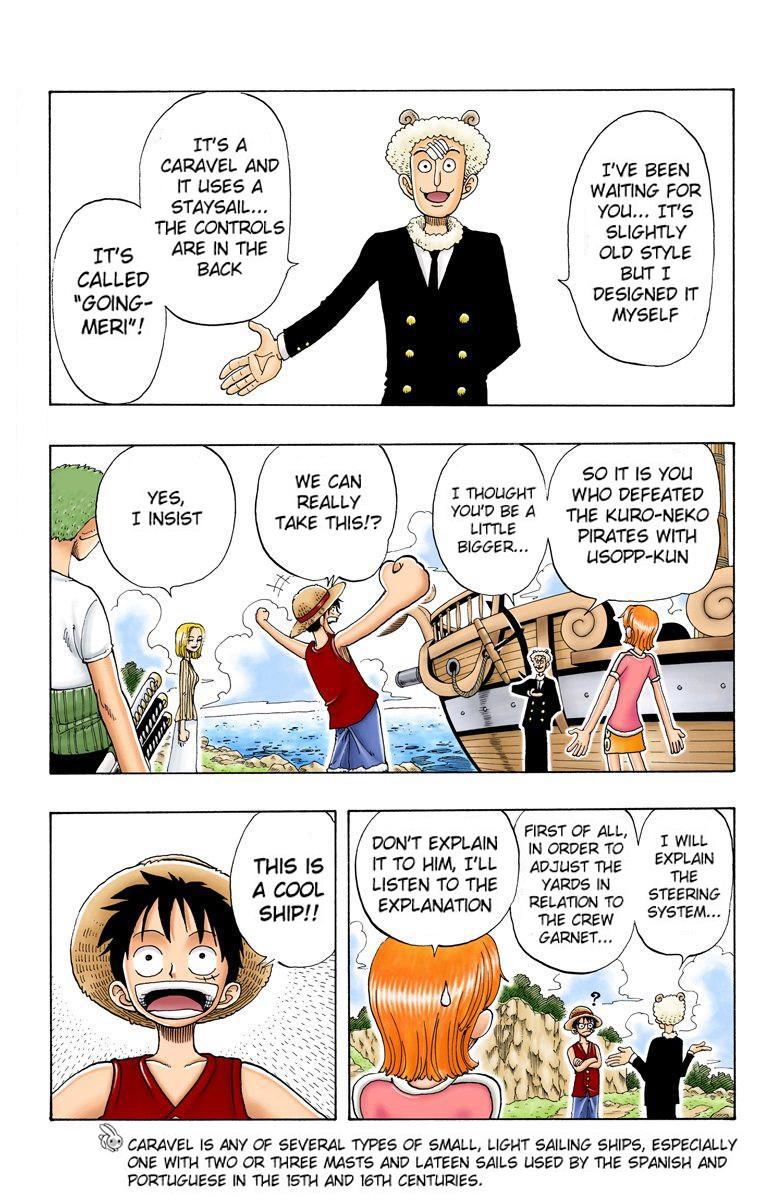 I'VE BEEN
WAITING FOR
YOU... IT'S
SLIGHTLY
OLD STYLE
BUT I
DESIGNED IT
MYSELF
IT'S A
CARAVEL AND
IT USES A
STAYSAIL...
THE CONTROLS
ARE IN THE
BACK
IT'S
CALLED
"GOING-
MERI"!
SO IT IS YOU
WHO DEFEATED
THE KURO-NEKO
PIRATES WITH
USOPP-KUN
I THOUGHT
YOU'D BE A
LITTLE
BIGGER...
WE CAN
REALLY
TAKE THIS!?
YES,
I INSIST
I WILL
EXPLAIN
THE
STEERING
SYSTEM...
FIRST OF ALL,
IN ORDER TO
ADJUST THE
YARDS IN
RELATION TO
THE CREW
GARNET...
DON'T EXPLAIN
IT TO HIM, I'LL
LISTEN TO THE
EXPLANATION
?
THIS IS
A COOL
SHIP!!
CARAVEL IS ANY OF SEVERAL TYPES OF SMALL, LIGHT SAILING SHIPS, ESPECIALLY
ONE WITH TWO OR THREE MASTS AND LATEEN SAILS USED BY THE SPANISH AND
PORTUGUESE IN THE 15TH AND 16TH CENTURIES.